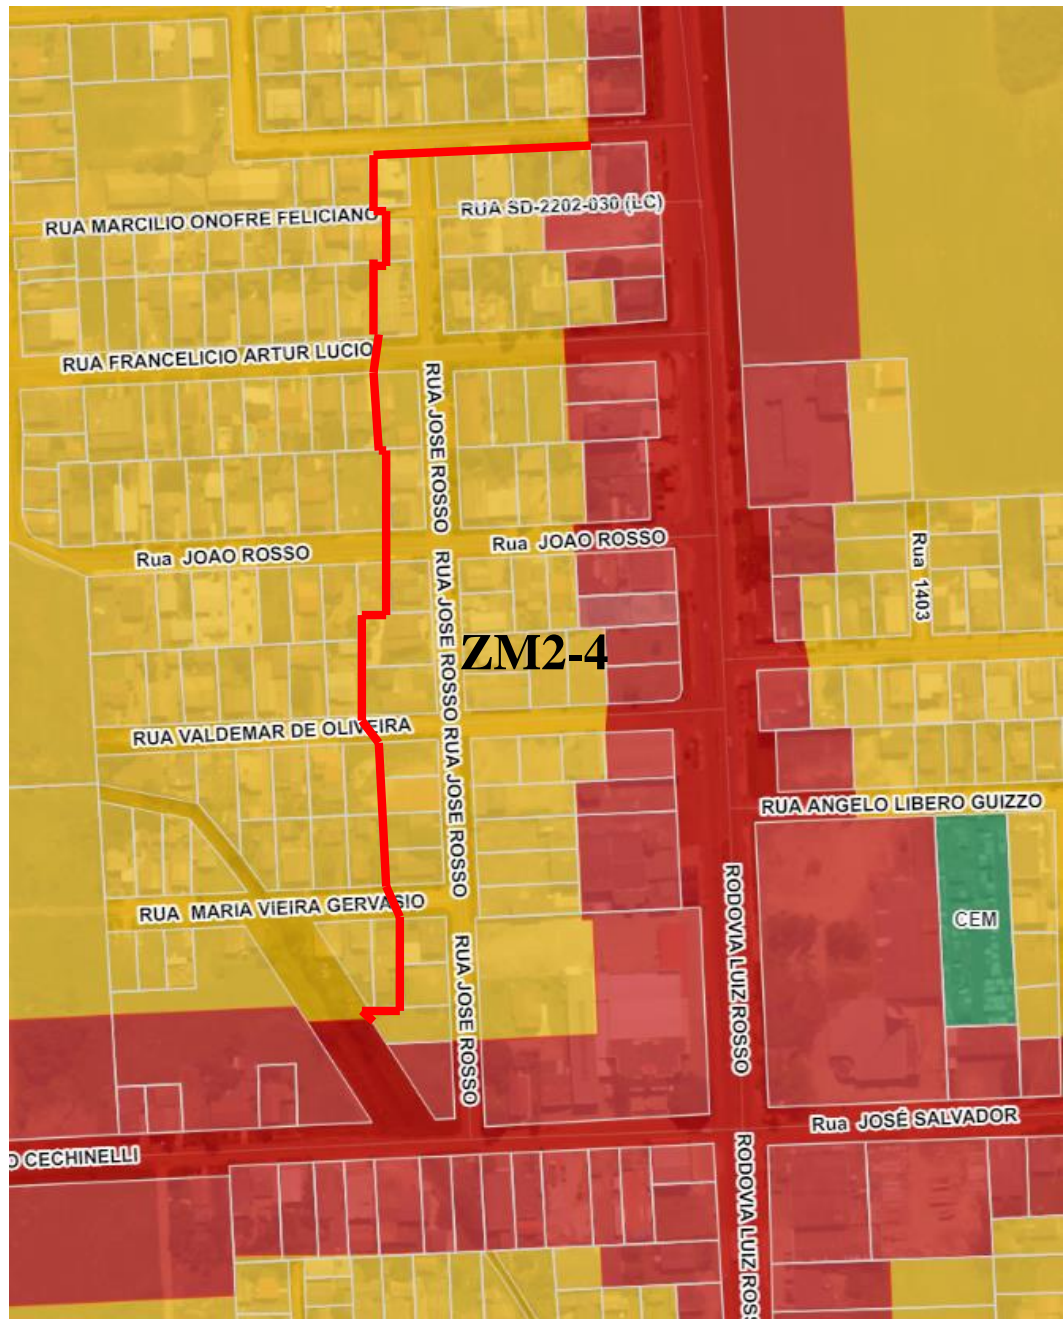 RUA MARCILIO ONOFRE FELICIANO
RUA SD-2202-030 (LC)
RUA FRANCELICIO ARTUR LUCIO
RUA JOSE ROSSO
Rua JOAO ROSSO
Rua JOAO ROSSO
Rua 1403
RUA JOSE ROSSO
ZM2-4
RUA VALDEMAR DE OLIVEIRA
RUA JOSE ROSSO
RUA ANGELO LIBERO GUIZZO
RUA MARIA VIEIRA GERVASIO
RODOVIA LUIZ ROSSO
CEM
RUA JOSE ROSSO
Rua JOSÉ SALVADOR
O CECHINELLI
RODOVIA LUIZ ROSS